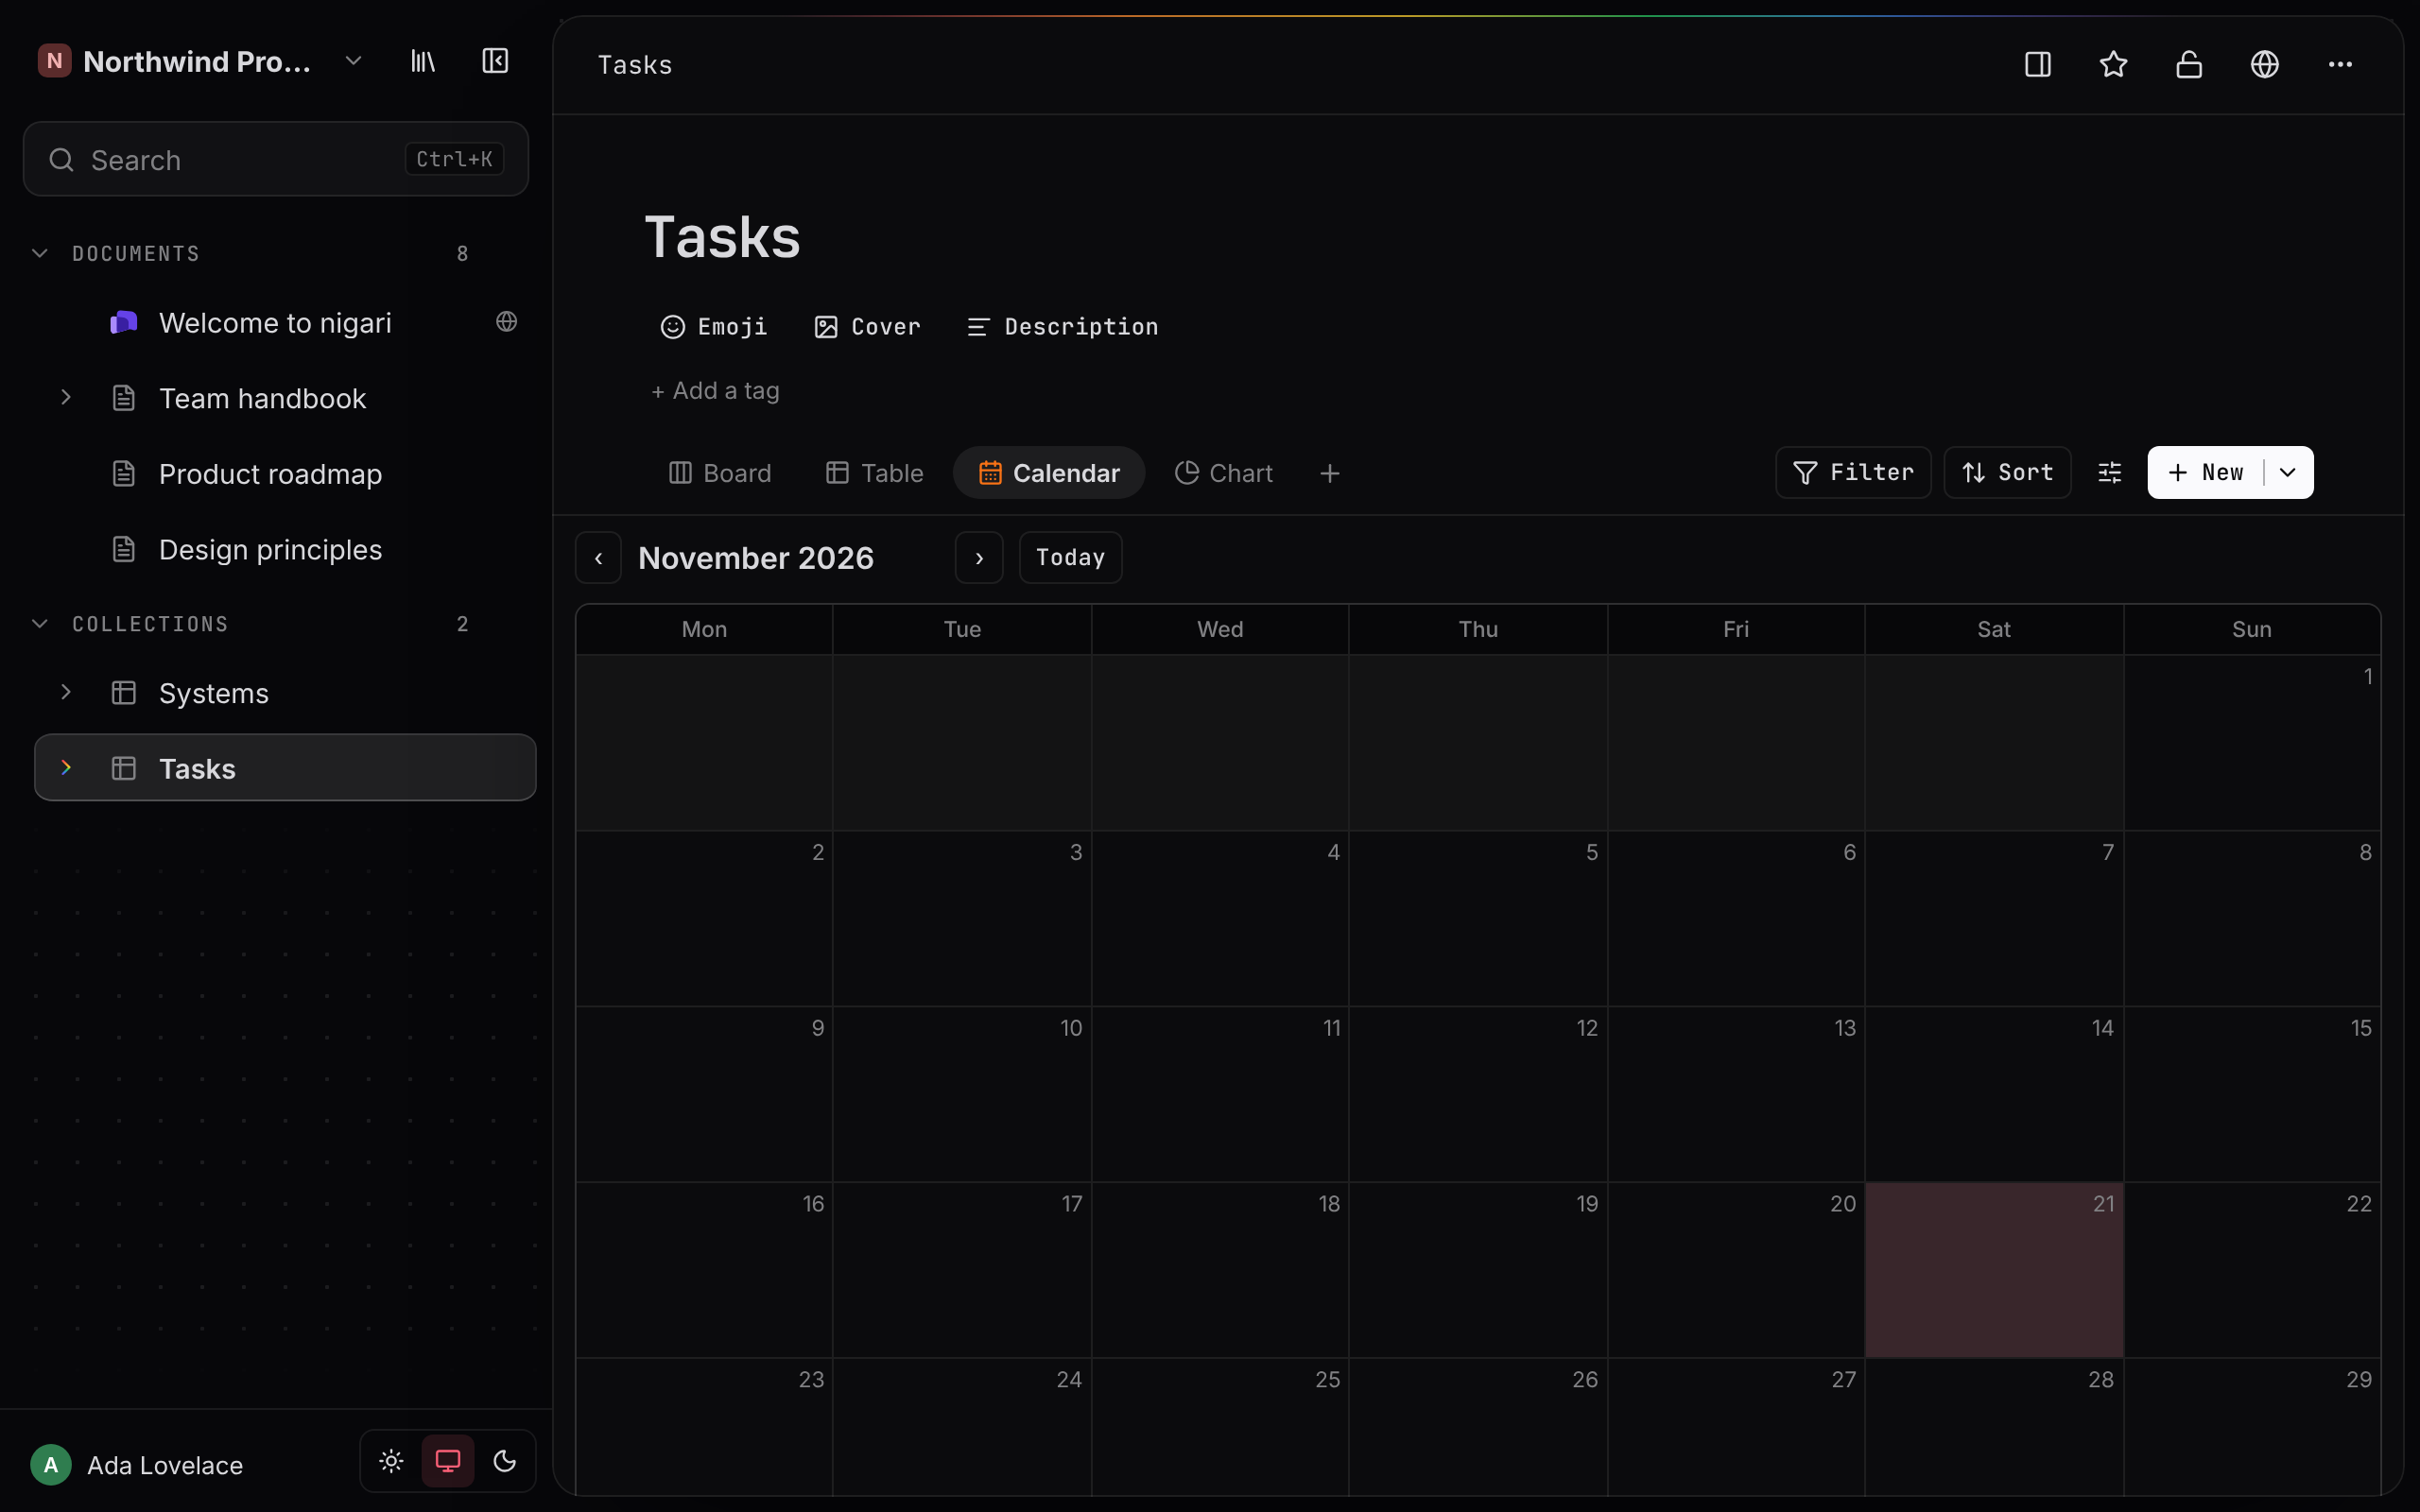 N Northwind Pro...
Search Ctrl+K
DOCUMENTS 8
Welcome to nigari
Team handbook
Product roadmap
Design principles
COLLECTIONS 2
Systems
Tasks
A Ada Lovelace
Tasks
Tasks
Emoji Cover Description
+ Add a tag
Board Table Calendar Chart +
Filter Sort + New
‹ November 2026 › Today
Mon Tue Wed Thu Fri Sat Sun
1
2 3 4 5 6 7 8
9 10 11 12 13 14 15
16 17 18 19 20 21 22
23 24 25 26 27 28 29